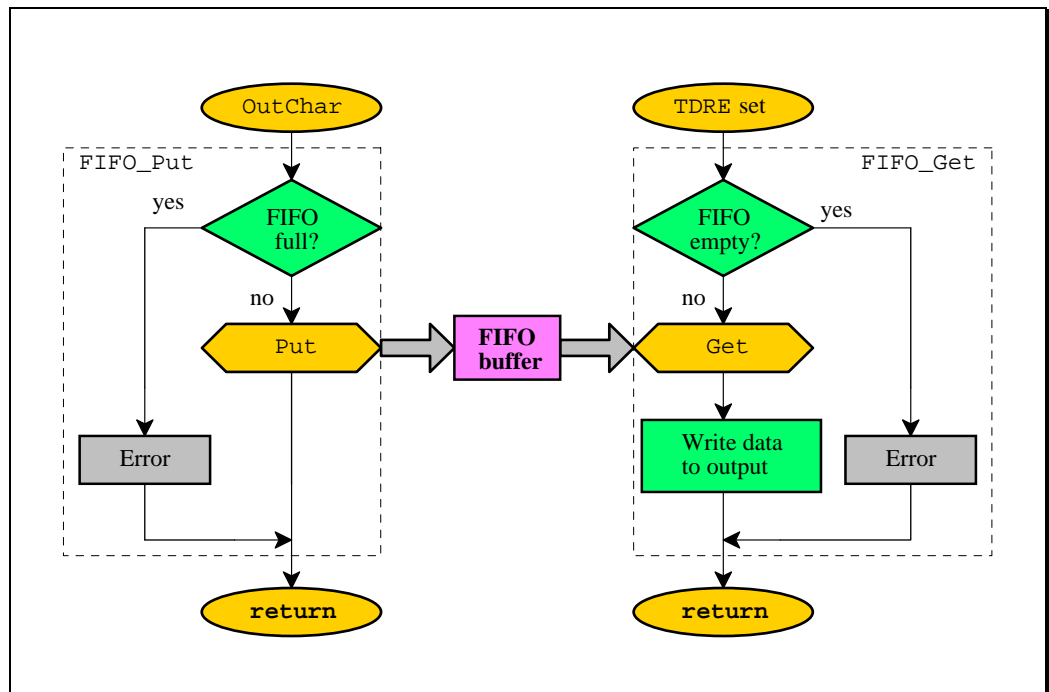 OutChar
FIFO_Put
yes
FIFO
full?
no
Put
Error
return
FIFO
buffer
TDRE set
FIFO_Get
FIFO
empty?
yes
no
Get
Write data
to output
Error
return